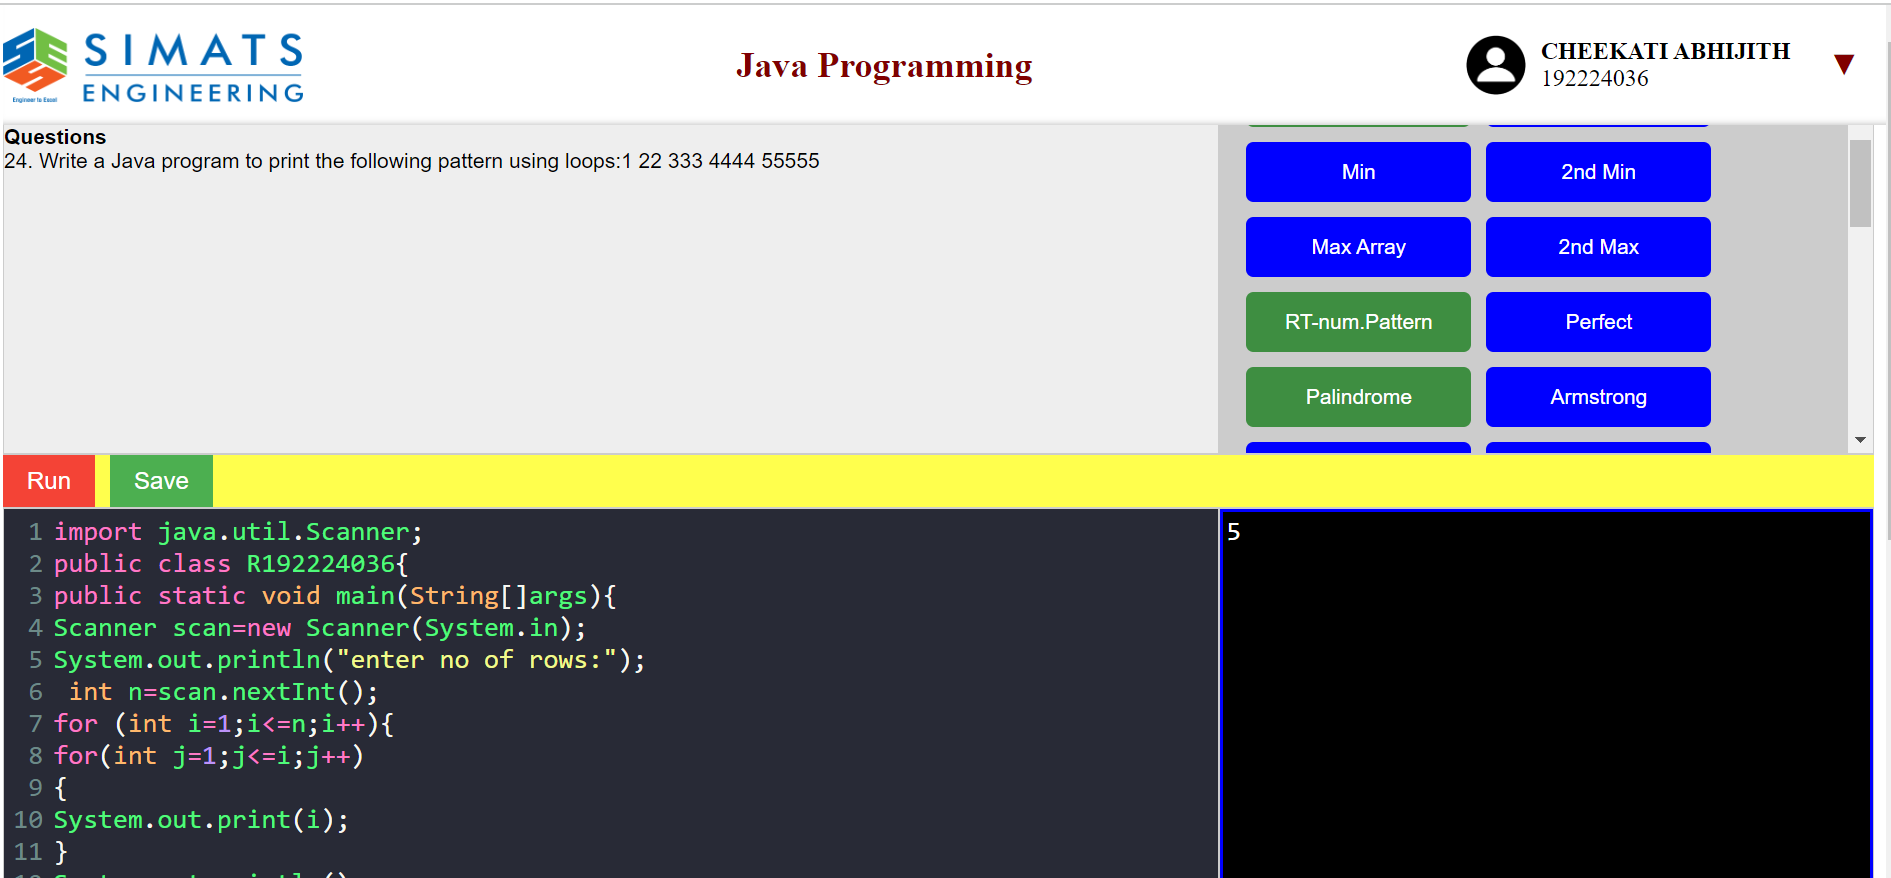 SIMATS
ENGINEERING
Engineer to Excel
Java Programming
CHEEKATI ABHIJITH
192224036
Questions
24. Write a Java program to print the following pattern using loops:1 22 333 4444 55555
Min
2nd Min
Max Array
2nd Max
RT-num.Pattern
Perfect
Palindrome
Armstrong
Run
Save
1 import java.util.Scanner;
2 public class R192224036{
3 public static void main(String[]args){
4 Scanner scan=new Scanner(System.in);
5 System.out.println("enter no of rows:");
6  int n=scan.nextInt();
7 for (int i=1;i<=n;i++){
8 for(int j=1;j<=i;j++)
9 {
10 System.out.print(i);
11 }
5